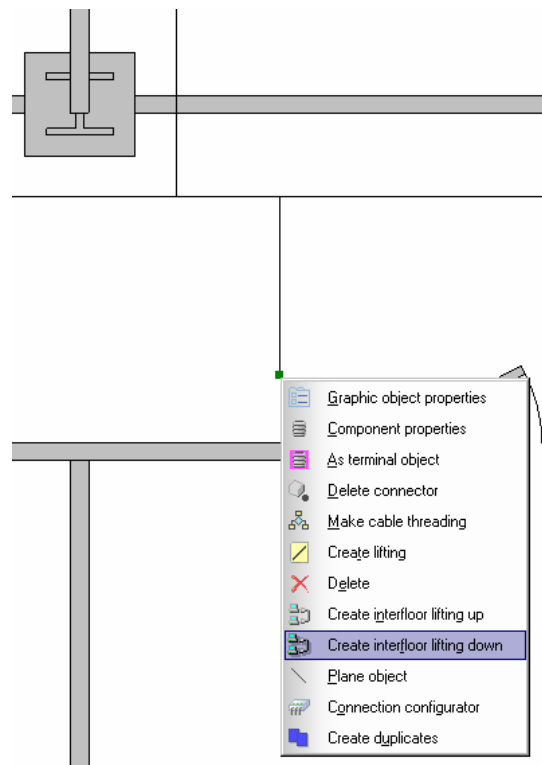 Graphic object properties
Component properties
As terminal object
Delete connector
Make cable threading
Create lifting
Delete
Create interfloor lifting up
Create interfloor lifting down
Plane object
Connection configurator
Create duplicates